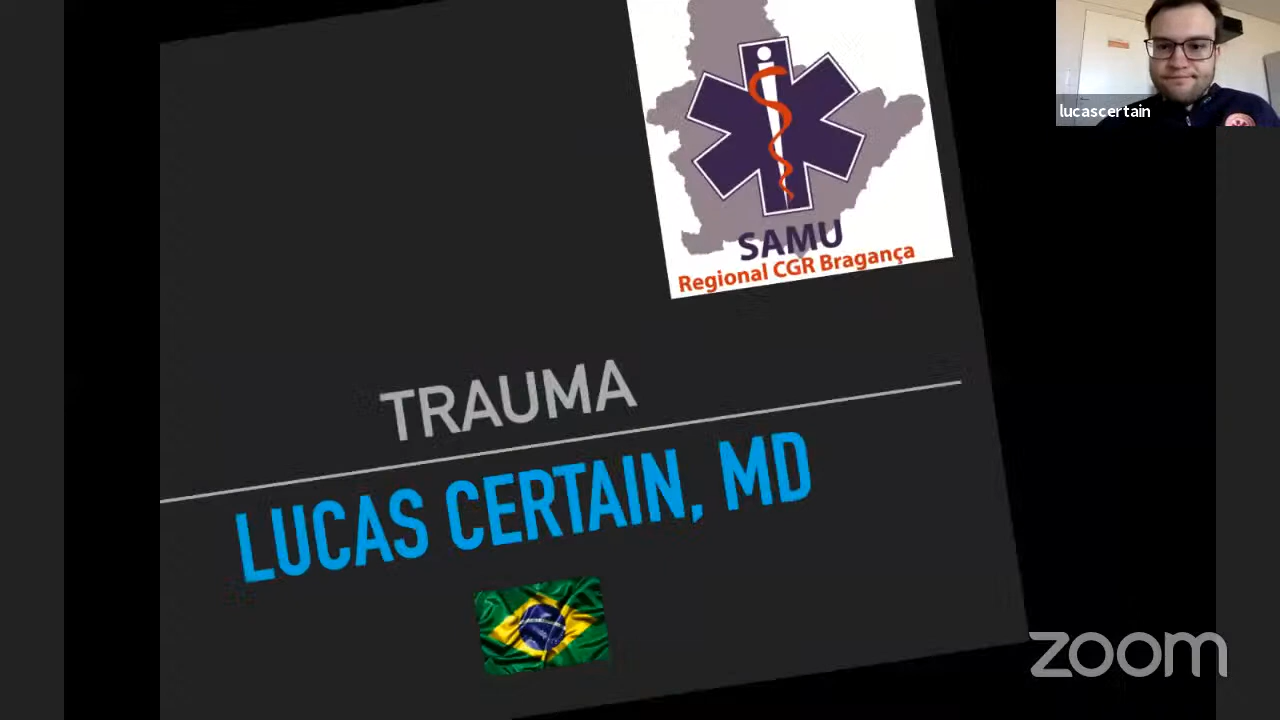 lucascertain
SAMU
Regional CGR Bragança
TRAUMA
LUCAS CERTAIN, MD
zoom